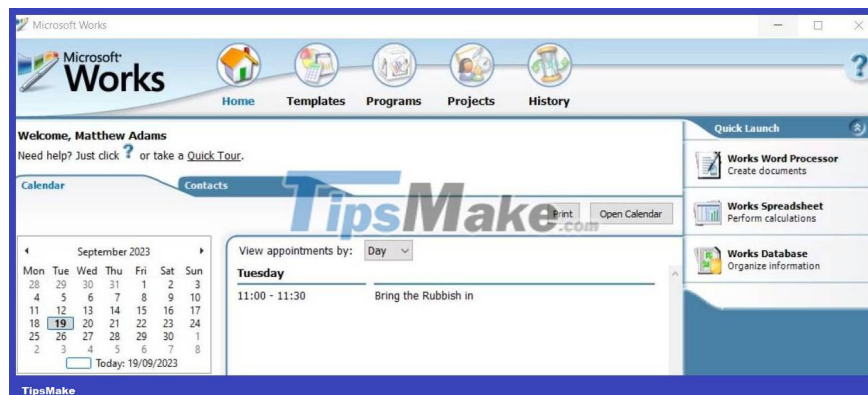 Microsoft Works
Microsoft®
Works
Home Templates Programs Projects History
?
Welcome, Matthew Adams
Need help? Just click ? or take a Quick Tour.
Calendar Contacts
Print Open Calendar
September 2023
Mon Tue Wed Thu Fri Sat Sun
28 29 30 31 1 2 3
4 5 6 7 8 9 10
11 12 13 14 15 16 17
18 19 20 21 22 23 24
25 26 27 28 29 30 1
2 3 4 5 6 7 8
Today: 19/09/2023
View appointments by: Day
Tuesday
11:00 - 11:30 Bring the Rubbish in
Quick Launch
Works Word Processor
Create documents
Works Spreadsheet
Perform calculations
Works Database
Organize information
TipsMake.com
TipsMake